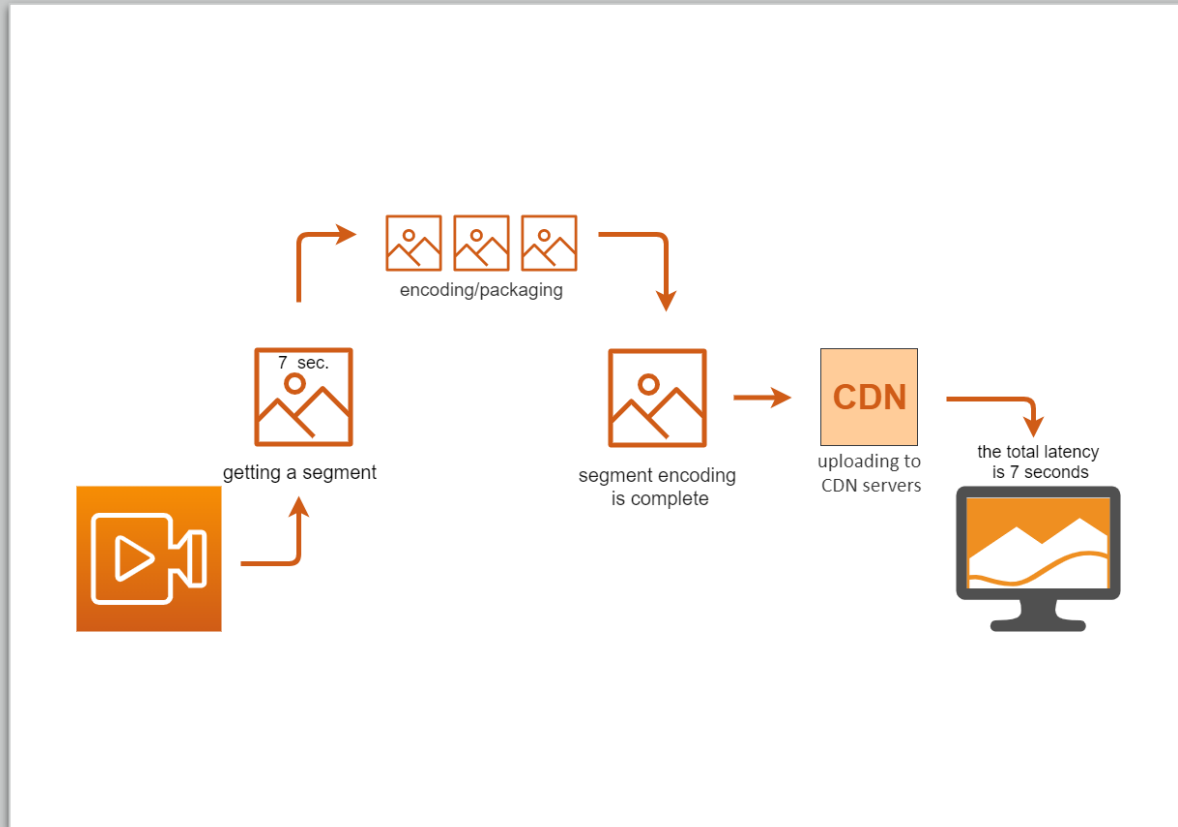 encoding/packaging
7 sec.
getting a segment
segment encoding
is complete
CDN
uploading to
CDN servers
the total latency
is 7 seconds